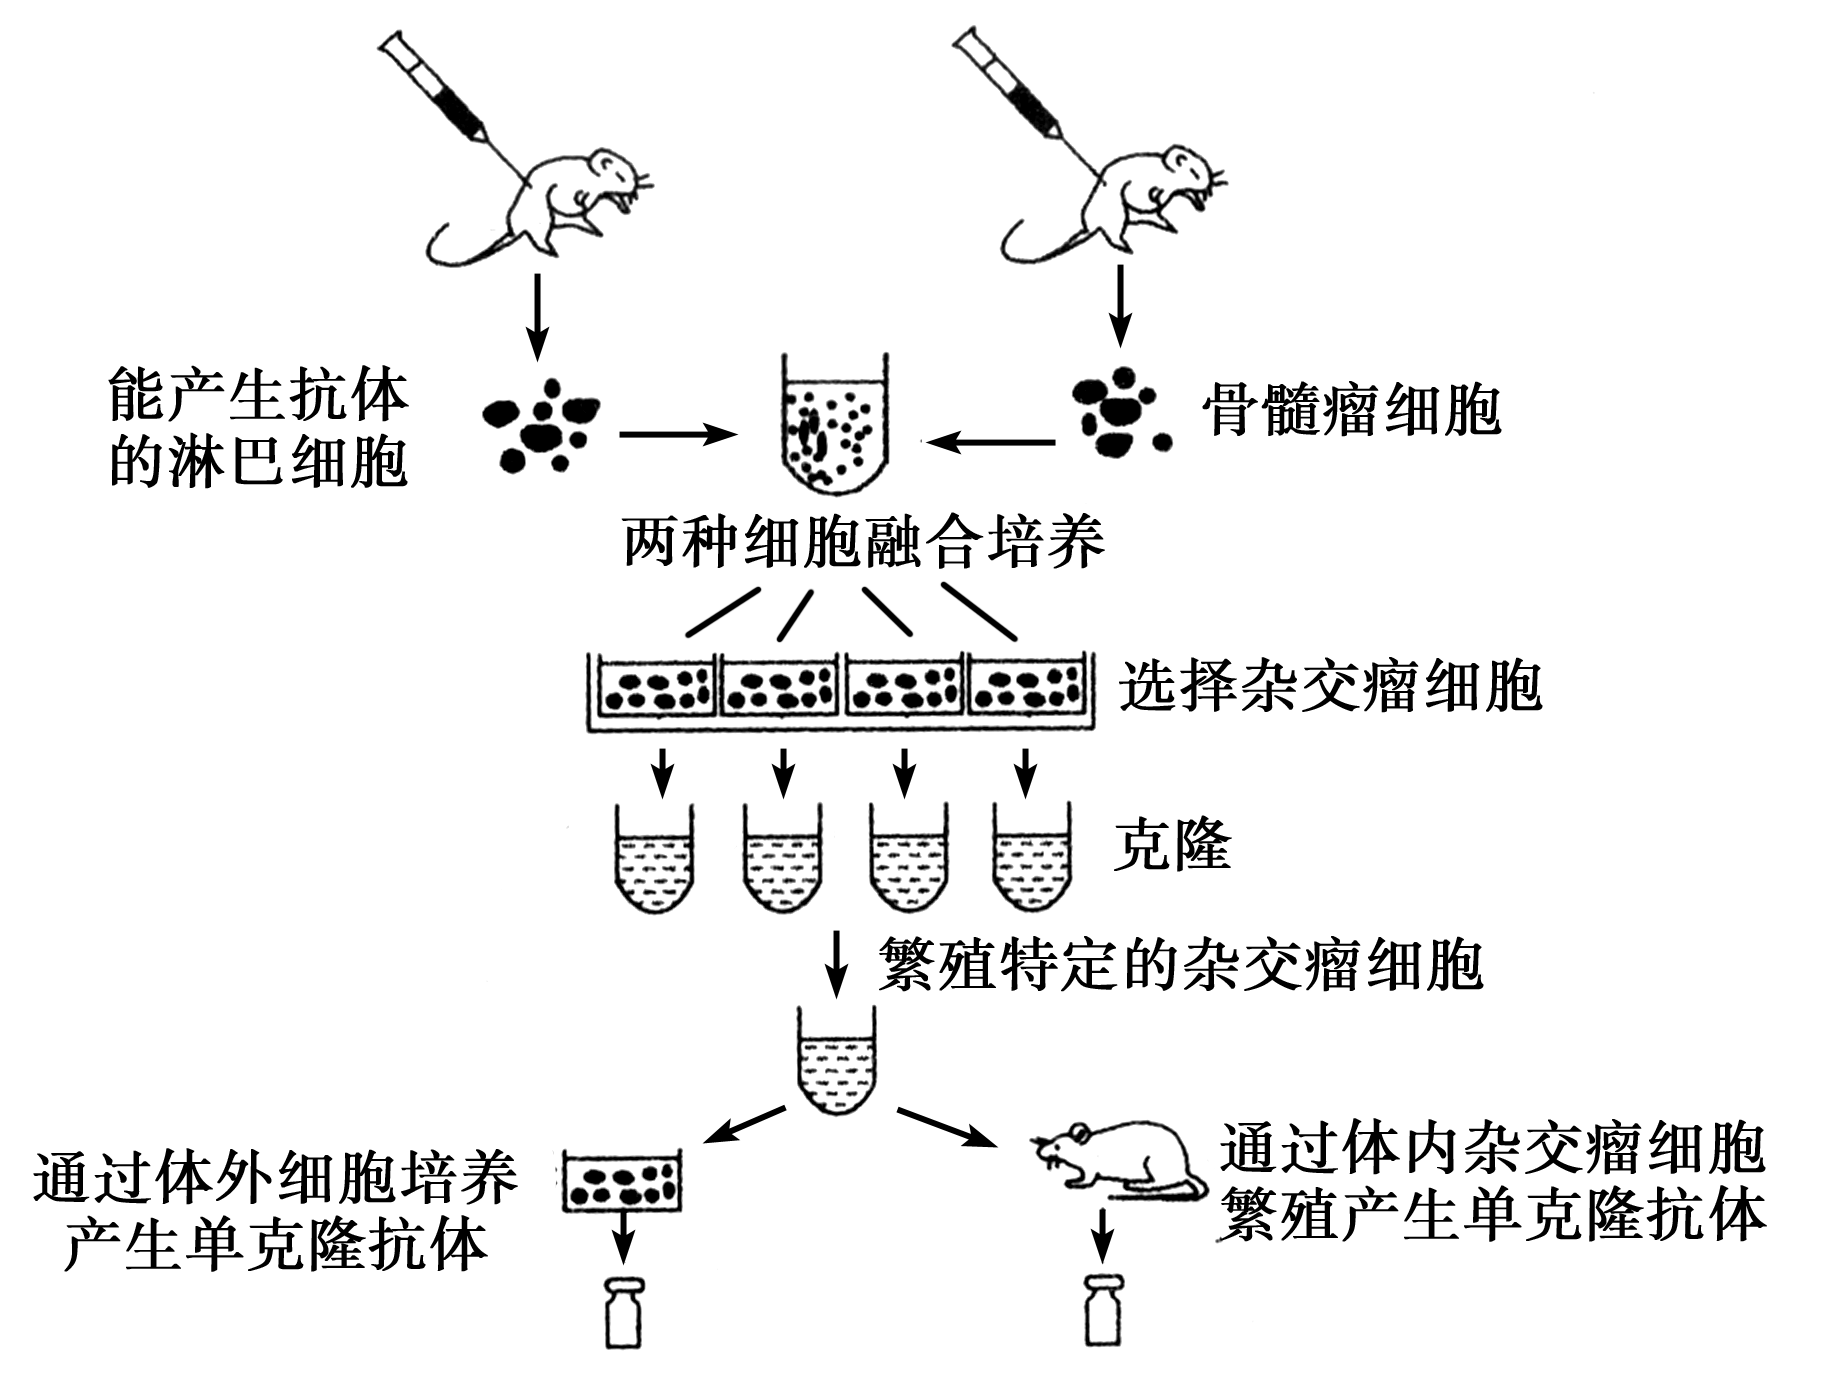 能产生抗体
的淋巴细胞
骨髓瘤细胞
两种细胞融合培养
选择杂交瘤细胞
克隆
繁殖特定的杂交瘤细胞
通过体外细胞培养
产生单克隆抗体
通过体内杂交瘤细胞
繁殖产生单克隆抗体